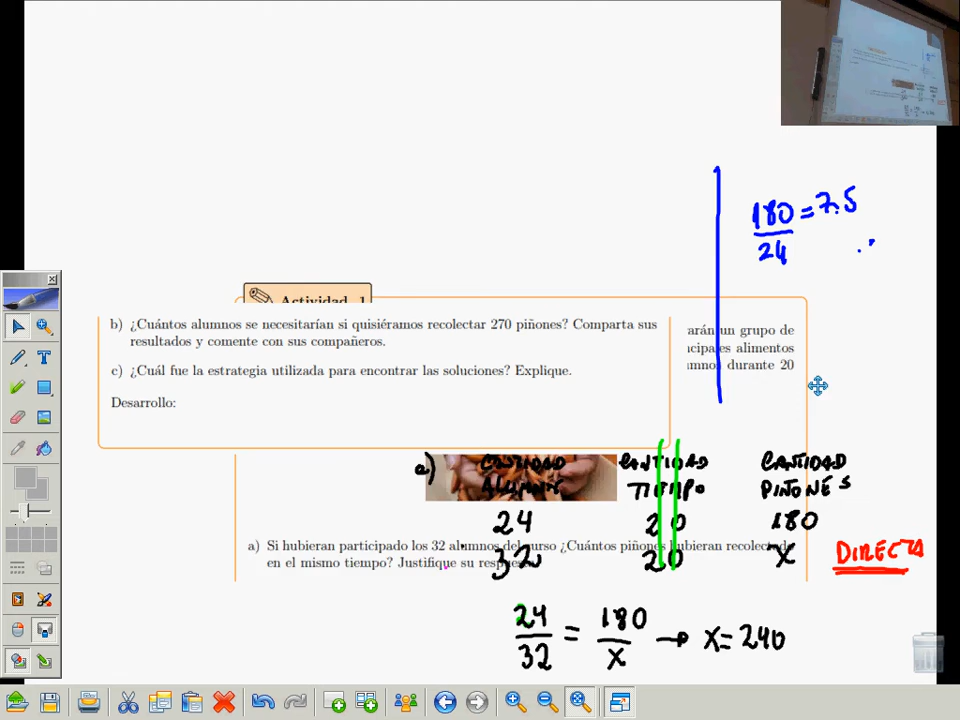 180 = 7.5
24
Actividad 1
b) ¿Cuántos alumnos se necesitarían si quisiéramos recolectar 270 piñones? Comparta sus
resultados y comente con sus compañeros.
arán un grupo de
ncipales alimentos
umnos durante 20
c) ¿Cuál fue la estrategia utilizada para encontrar las soluciones? Explique.
Desarrollo:
a) CANTIDAD CANTIDAD CANTIDAD
ALUMNOS TIEMPO PIÑONES
24 20 180
a) Si hubieran participado los 32 alumnos del curso ¿Cuántos piñones hubieran recolectado
en el mismo tiempo? Justifique su respuesta.
32 20 X DIRECTA
24 = 180 → X = 240
32 X